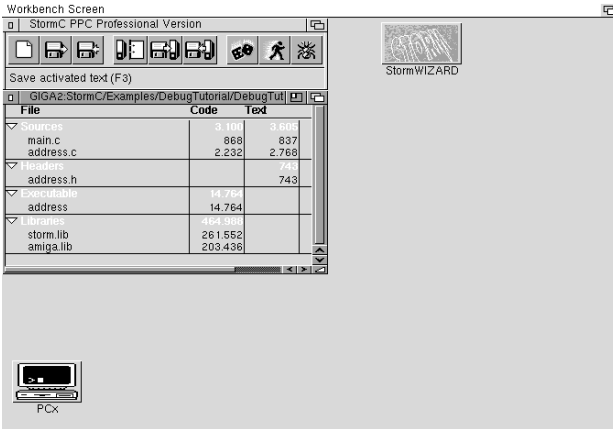 Workbench Screen
StormC PPC Professional Version
Save activated text (F3)
GIGA2:StormC/Examples/DebugTutorial/DebugTut
File Code Text
Sources 3.100 3.605
main.c 868 837
address.c 2.232 2.768
Headers 743
address.h 743
Executable 14.764
address 14.764
Libraries 464.988
storm.lib 261.552
amiga.lib 203.436
STORM
StormWIZARD
PCx